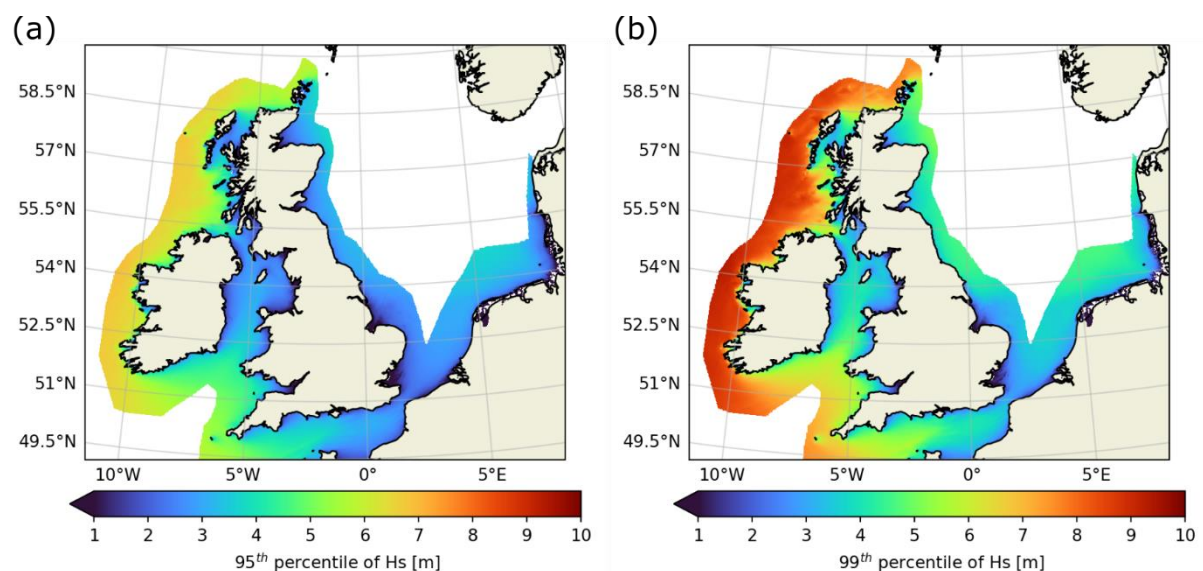 (a)
(b)
58.5°N
57°N
55.5°N
54°N
52.5°N
51°N
49.5°N
10°W 5°W 0° 5°E
1 2 3 4 5 6 7 8 9 10
95th percentile of Hs [m]
58.5°N
57°N
55.5°N
54°N
52.5°N
51°N
49.5°N
10°W 5°W 0° 5°E
1 2 3 4 5 6 7 8 9 10
99th percentile of Hs [m]